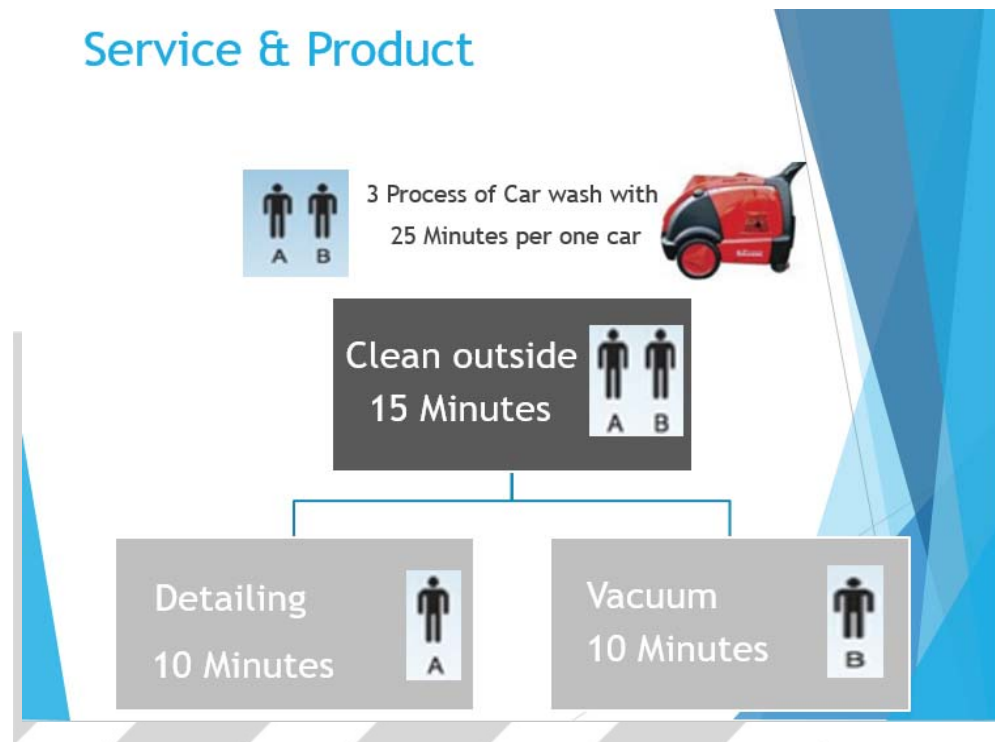 Service & Product
3 Process of Car wash with
25 Minutes per one car
A B
Clean outside
15 Minutes
A B
Detailing
10 Minutes
A
Vacuum
10 Minutes
B